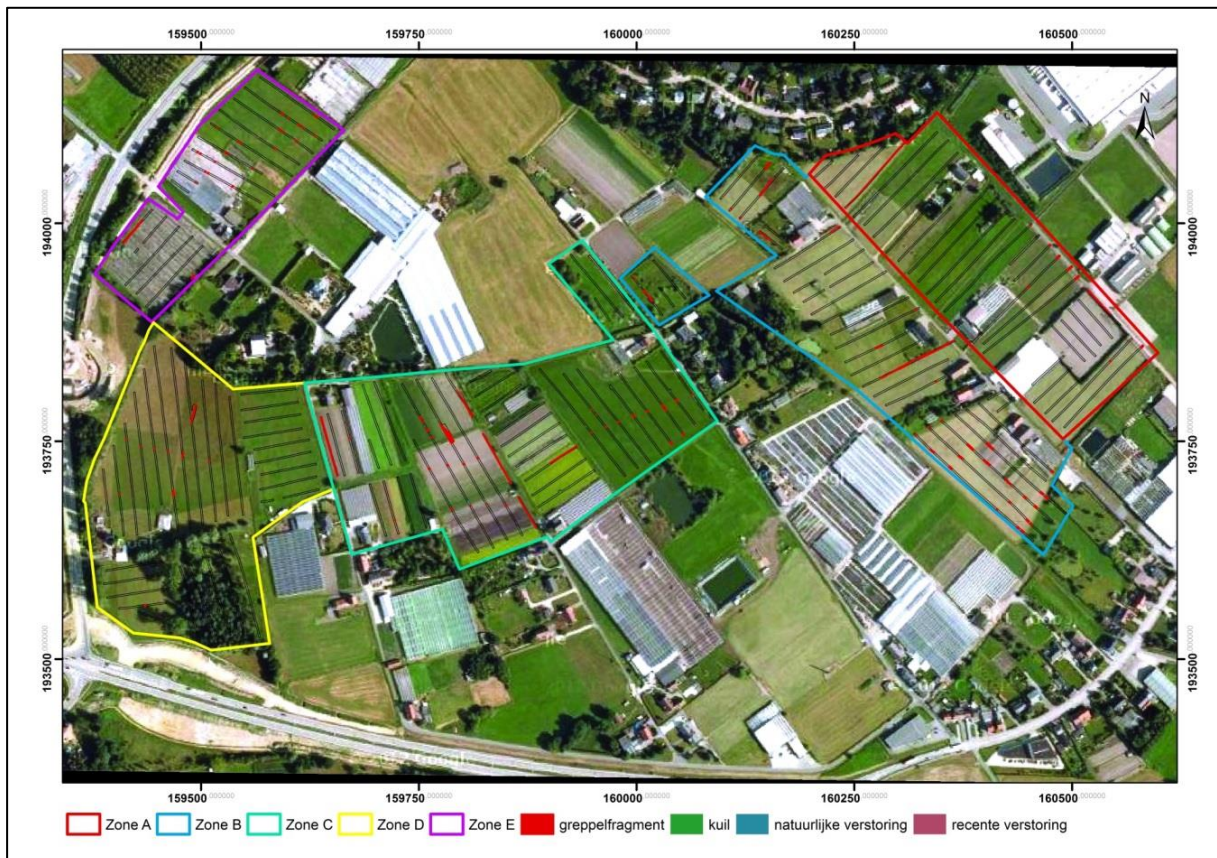 159500,000000 159750,000000 160000,000000 160250,000000 160500,000000
N
194000,000000 194000,000000
193750,000000 193750,000000
193500,000000 193500,000000
159500,000000 159750,000000 160000,000000 160250,000000 160500,000000
Zone A Zone B Zone C Zone D Zone E greppelfragment kuil natuurlijke verstoring recente verstoring